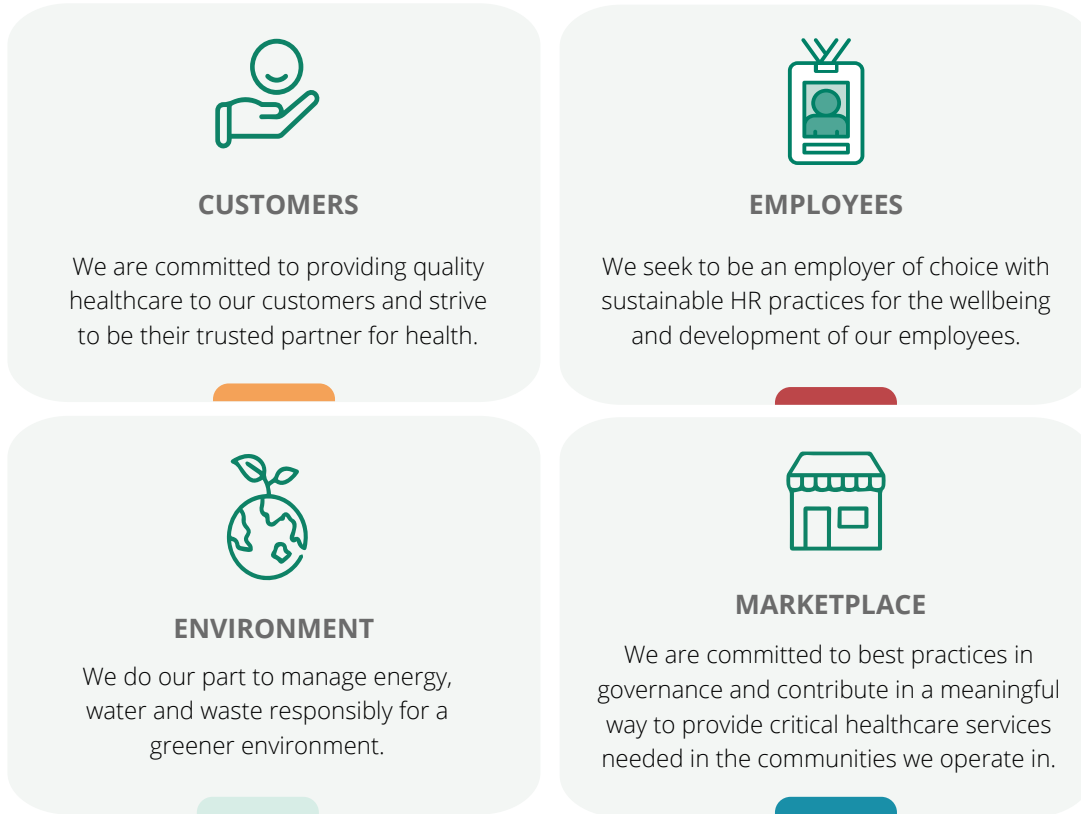 CUSTOMERS
We are committed to providing quality
healthcare to our customers and strive
to be their trusted partner for health.
EMPLOYEES
We seek to be an employer of choice with
sustainable HR practices for the wellbeing
and development of our employees.
ENVIRONMENT
We do our part to manage energy,
water and waste responsibly for a
greener environment.
MARKETPLACE
We are committed to best practices in
governance and contribute in a meaningful
way to provide critical healthcare services
needed in the communities we operate in.